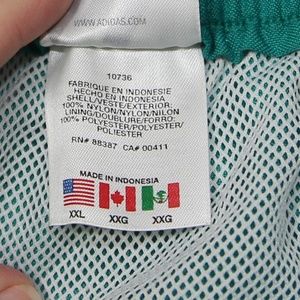 WWW.ADIDAS.COM
10736
FABRIQUE EN INDONESIE
HECHO EN INDONESIA
SHELL/VESTE/EXTERIOR:
100% NYLON/NYLON/NILON
LINING/DOUBLURE/FORRO:
100% POLYESTER/POLYESTER/
POLIESTER
RN# 88387 CA# 00411
MADE IN INDONESIA
XXL XXG XXG